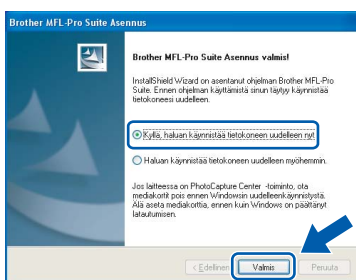 Brother MFL-Pro Suite Asennus
Brother MFL-Pro Suite Asennus valmis!
InstallShield Wizard on asentanut ohjelman Brother MFL-Pro
Suite. Ennen ohjelman käyttämistä sinun täytyy käynnistää
tietokoneesi uudelleen.
Kyllä, haluan käynnistää tietokoneen uudelleen nyt.
Haluan käynnistää tietokoneen uudelleen myöhemmin.
Jos laitteessa on PhotoCapture Center -toiminto, ota
mediakortit pois ennen Windowsin uudelleenkäynnistystä.
Älä aseta mediakorttia, ennen kuin Windows on päättänyt
latautumisen.
< Edellinen
Valmis
Peruuta